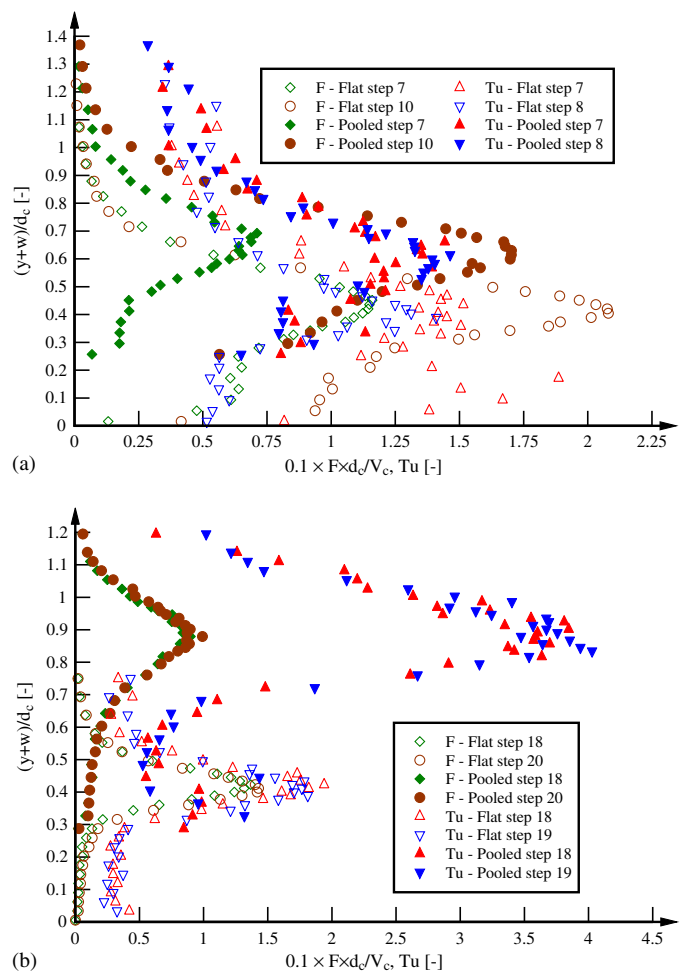 1.4
1.3
1.2
1.1
1
0.9
0.8
0.7
0.6
0.5
0.4
0.3
0.2
0.1
0
(y+w)/d_c [-]
F - Flat step 7
F - Flat step 10
F - Pooled step 7
F - Pooled step 10
Tu - Flat step 7
Tu - Flat step 8
Tu - Pooled step 7
Tu - Pooled step 8
0 0.25 0.5 0.75 1 1.25 1.5 1.75 2 2.25
(a)
0.1 × F×d_c/V_c, Tu [-]
1.2
1.1
1
0.9
0.8
0.7
0.6
0.5
0.4
0.3
0.2
0.1
0
(y+w)/d_c [-]
F - Flat step 18
F - Flat step 20
F - Pooled step 18
F - Pooled step 20
Tu - Flat step 18
Tu - Flat step 19
Tu - Pooled step 18
Tu - Pooled step 19
0 0.5 1 1.5 2 2.5 3 3.5 4 4.5
(b)
0.1 × F×d_c/V_c, Tu [-]